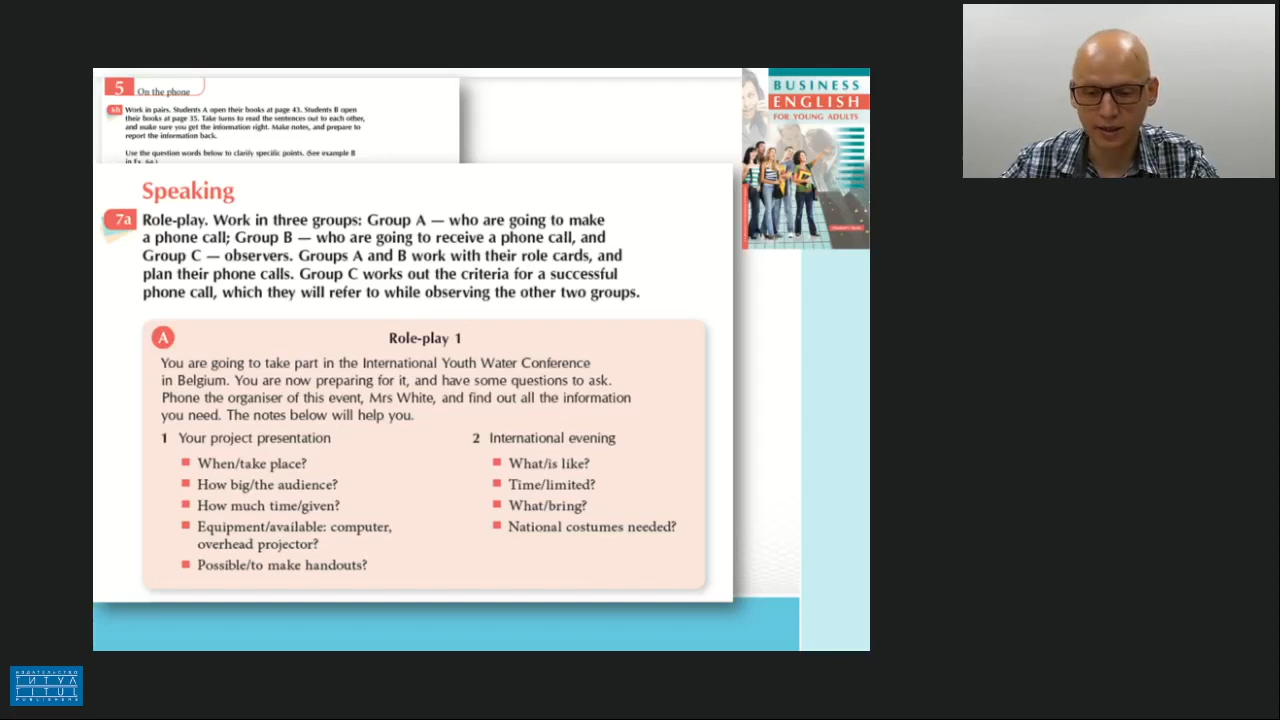 5 On the phone
6b Work in pairs. Students A open their books at page 43. Students B open
their books at page 35. Take turns to read the sentences out to each other,
and make sure you get the information right. Make notes, and prepare to
report the information back.
Use the question words below to clarify specific points. (See example B
in Ex. 6a.)
Speaking
7a Role-play. Work in three groups: Group A — who are going to make
a phone call; Group B — who are going to receive a phone call, and
Group C — observers. Groups A and B work with their role cards, and
plan their phone calls. Group C works out the criteria for a successful
phone call, which they will refer to while observing the other two groups.
A Role-play 1
You are going to take part in the International Youth Water Conference
in Belgium. You are now preparing for it, and have some questions to ask.
Phone the organiser of this event, Mrs White, and find out all the information
you need. The notes below will help you.
1 Your project presentation
When/take place?
How big/the audience?
How much time/given?
Equipment/available: computer,
overhead projector?
Possible/to make handouts?
2 International evening
What/is like?
Time/limited?
What/bring?
National costumes needed?
BUSINESS
ENGLISH
FOR YOUNG ADULTS
ИЗДАТЕЛЬСТВО
ТИТУЛ
TITUL
PUBLISHERS